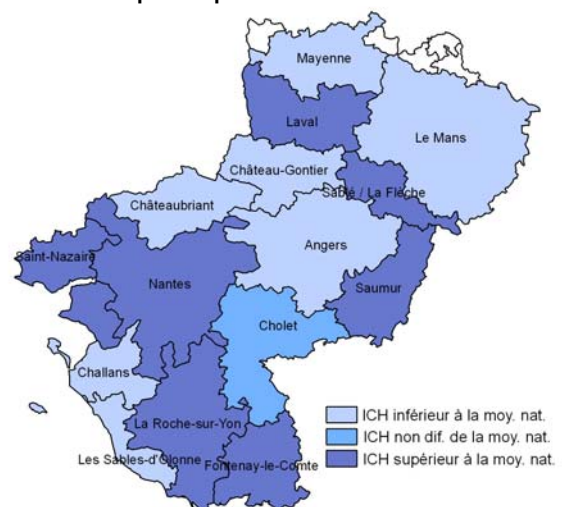 Mayenne
Laval
Le Mans
Château-Gontier
Sablé / La Flèche
Châteaubriant
Angers
Saint-Nazaire
Nantes
Saumur
Cholet
Challans
ICH inférieur à la moy. nat.
La Roche-sur-Yon
ICH non dif. de la moy. nat.
Les Sables-d'Olonne
Fontenay-le-Comte
ICH supérieur à la moy. nat.